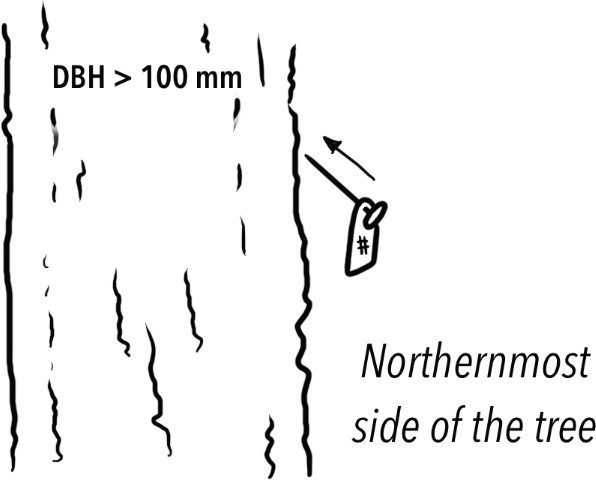 DBH > 100 mm
#
Northernmost
side of the tree